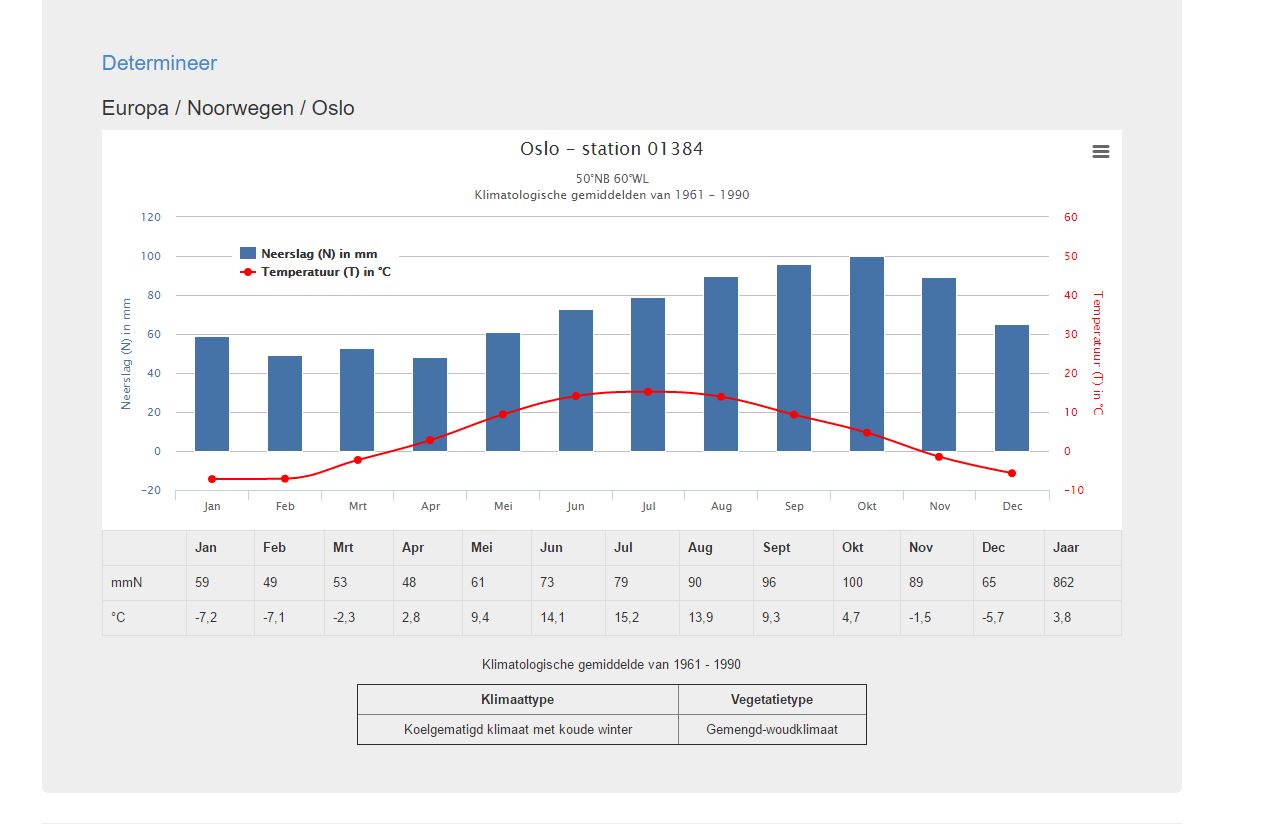 Determineer
Europa / Noorwegen / Oslo
Oslo – station 01384
50°NB 60°WL
Klimatologische gemiddelden van 1961 – 1990
120 60
Neerslag (N) in mm
100 50
Temperatuur (T) in °C
80 40
60 30
40 20
20 10
0 0
−20 −10
Neerslag (N) in mm
Temperatuur (T) in °C
Jan Feb Mrt Apr Mei Jun Jul Aug Sep Okt Nov Dec
Jan Feb Mrt Apr Mei Jun Jul Aug Sept Okt Nov Dec Jaar
mmN 59 49 53 48 61 73 79 90 96 100 89 65 862
°C -7,2 -7,1 -2,3 2,8 9,4 14,1 15,2 13,9 9,3 4,7 -1,5 -5,7 3,8
Klimatologische gemiddelde van 1961 - 1990
Klimaattype Vegetatietype
Koelgematigd klimaat met koude winter Gemengd-woudklimaat